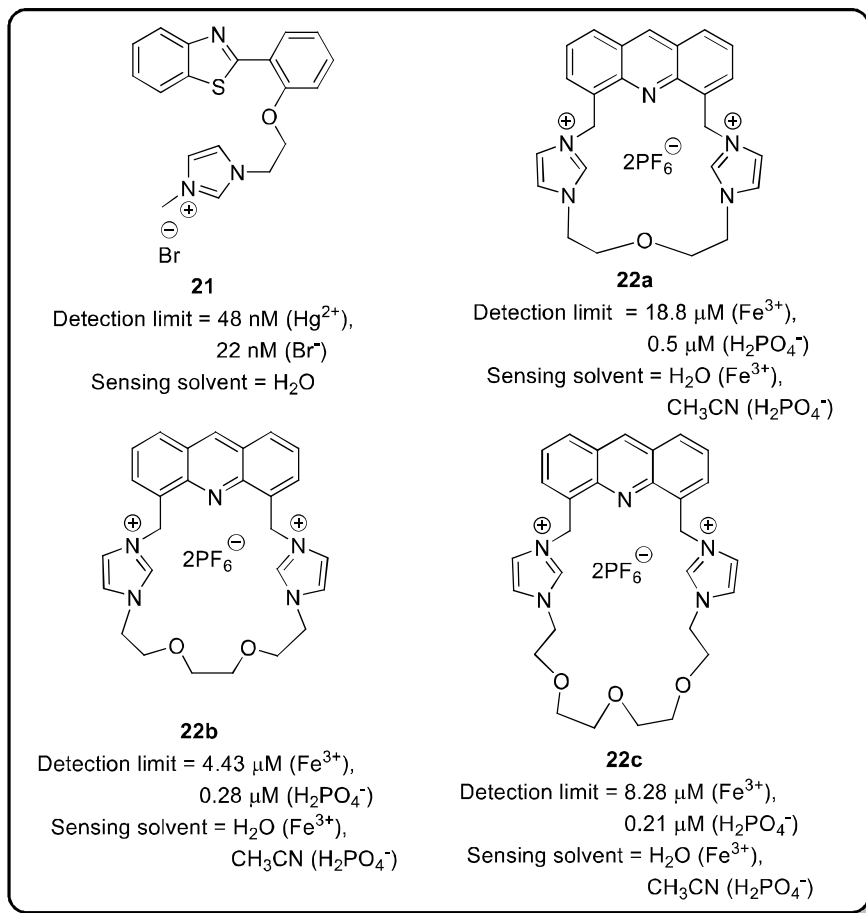 N
S
O
N
N
⊕
⊖
Br
21
Detection limit = 48 nM (Hg²⁺),
22 nM (Br⁻)
Sensing solvent = H₂O
N
⊕
⊕
N
N
2PF₆⊖
N
N
O
22a
Detection limit = 18.8 μM (Fe³⁺),
0.5 μM (H₂PO₄⁻)
Sensing solvent = H₂O (Fe³⁺),
CH₃CN (H₂PO₄⁻)
N
⊕
⊕
N
N
2PF₆⊖
N
N
O
O
22b
Detection limit = 4.43 μM (Fe³⁺),
0.28 μM (H₂PO₄⁻)
Sensing solvent = H₂O (Fe³⁺),
CH₃CN (H₂PO₄⁻)
N
⊕
⊕
N
N
2PF₆⊖
N
N
O
O
O
22c
Detection limit = 8.28 μM (Fe³⁺),
0.21 μM (H₂PO₄⁻)
Sensing solvent = H₂O (Fe³⁺),
CH₃CN (H₂PO₄⁻)